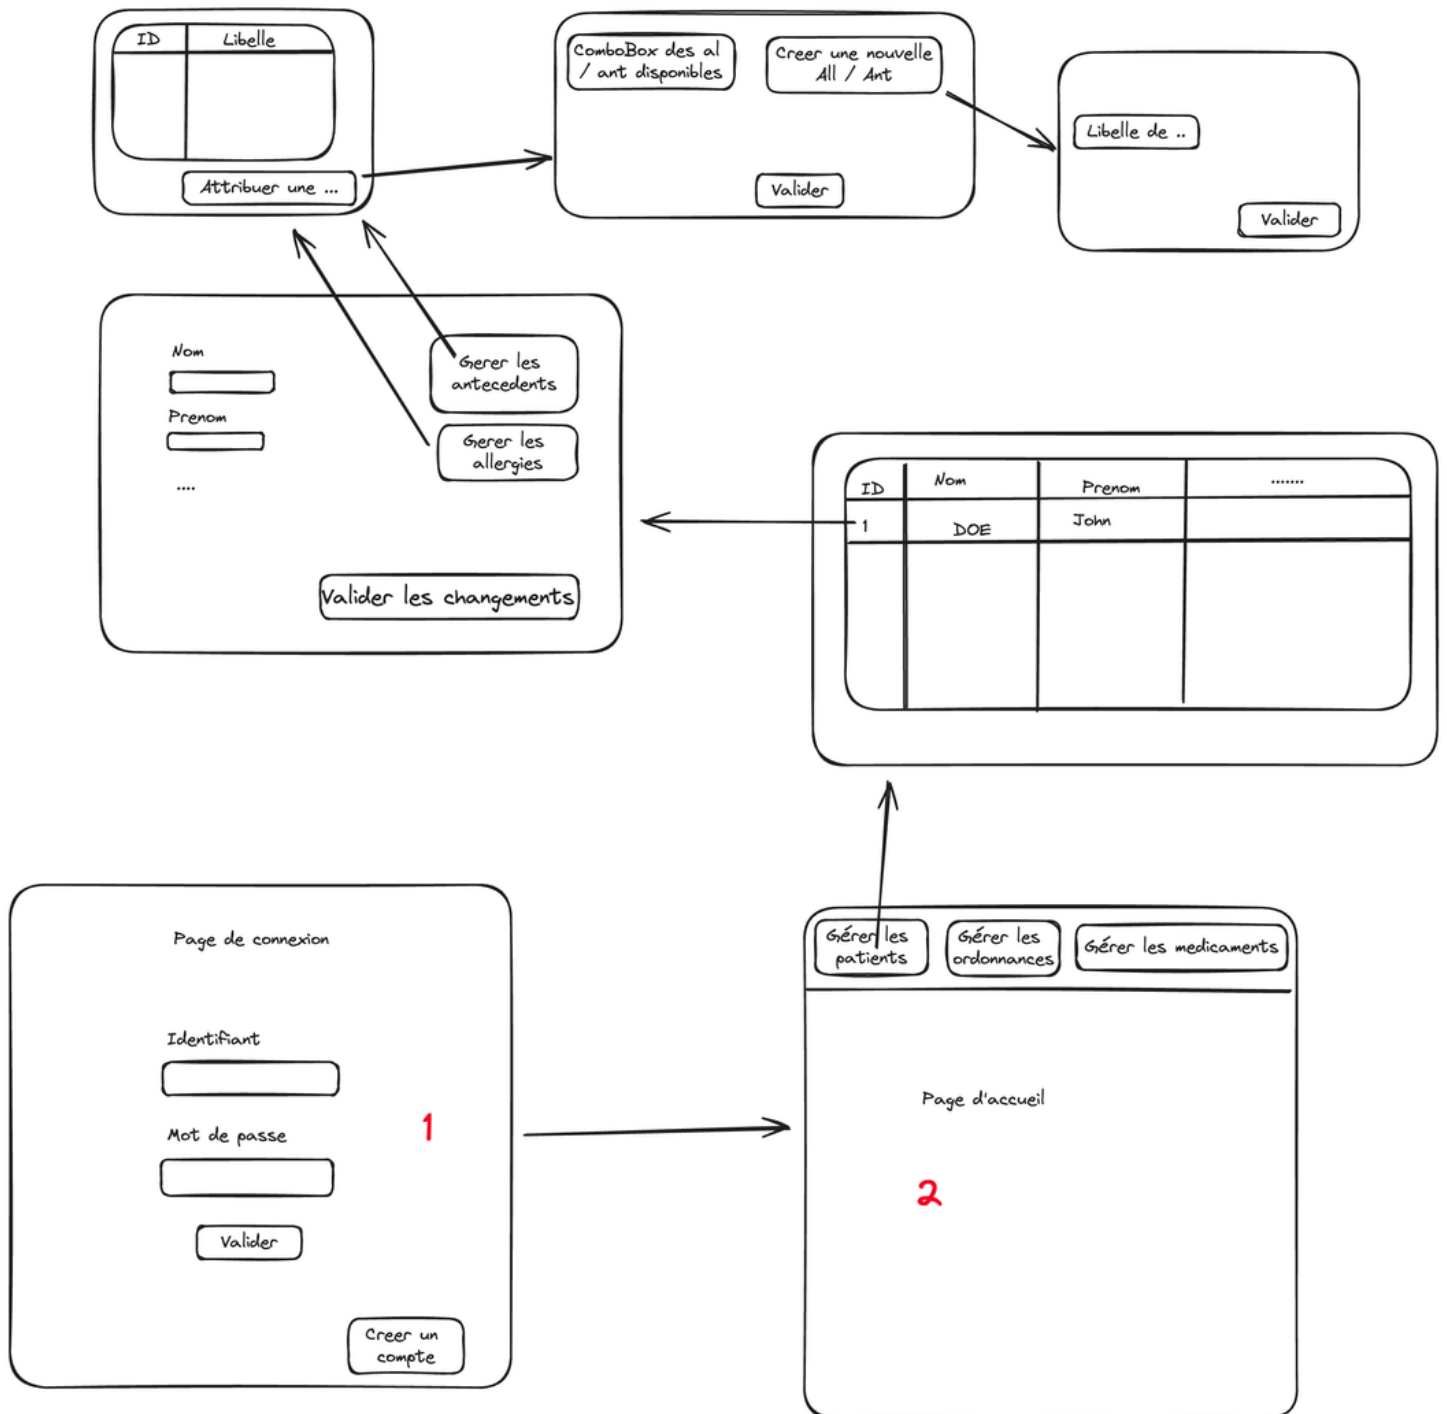 ID Libelle
Attribuer une ...
ComboBox des al
/ ant disponibles
Creer une nouvelle
All / Ant
Valider
Libelle de ..
Valider
Nom
Prenom
....
Gerer les
antecedents
Gerer les
allergies
Valider les changements
ID Nom Prenom .......
1 DOE John
Page de connexion
Identifiant
Mot de passe
1
Valider
Creer un
compte
Gérer les
patients
Gérer les
ordonnances
Gérer les medicaments
Page d'accueil
2